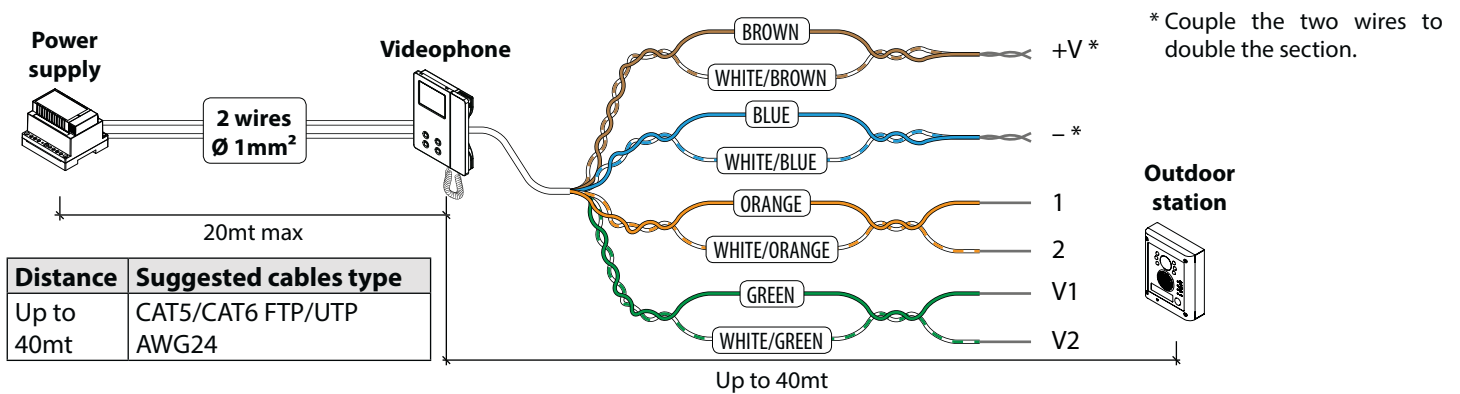 Power
supply
2 wires
Ø 1mm²
Videophone
20mt max
BROWN
WHITE/BROWN
+V *
BLUE
WHITE/BLUE
– *
ORANGE
1
WHITE/ORANGE
2
GREEN
V1
WHITE/GREEN
V2
* Couple the two wires to
double the section.
Outdoor
station
Distance Suggested cables type
Up to CAT5/CAT6 FTP/UTP
40mt AWG24
Up to 40mt